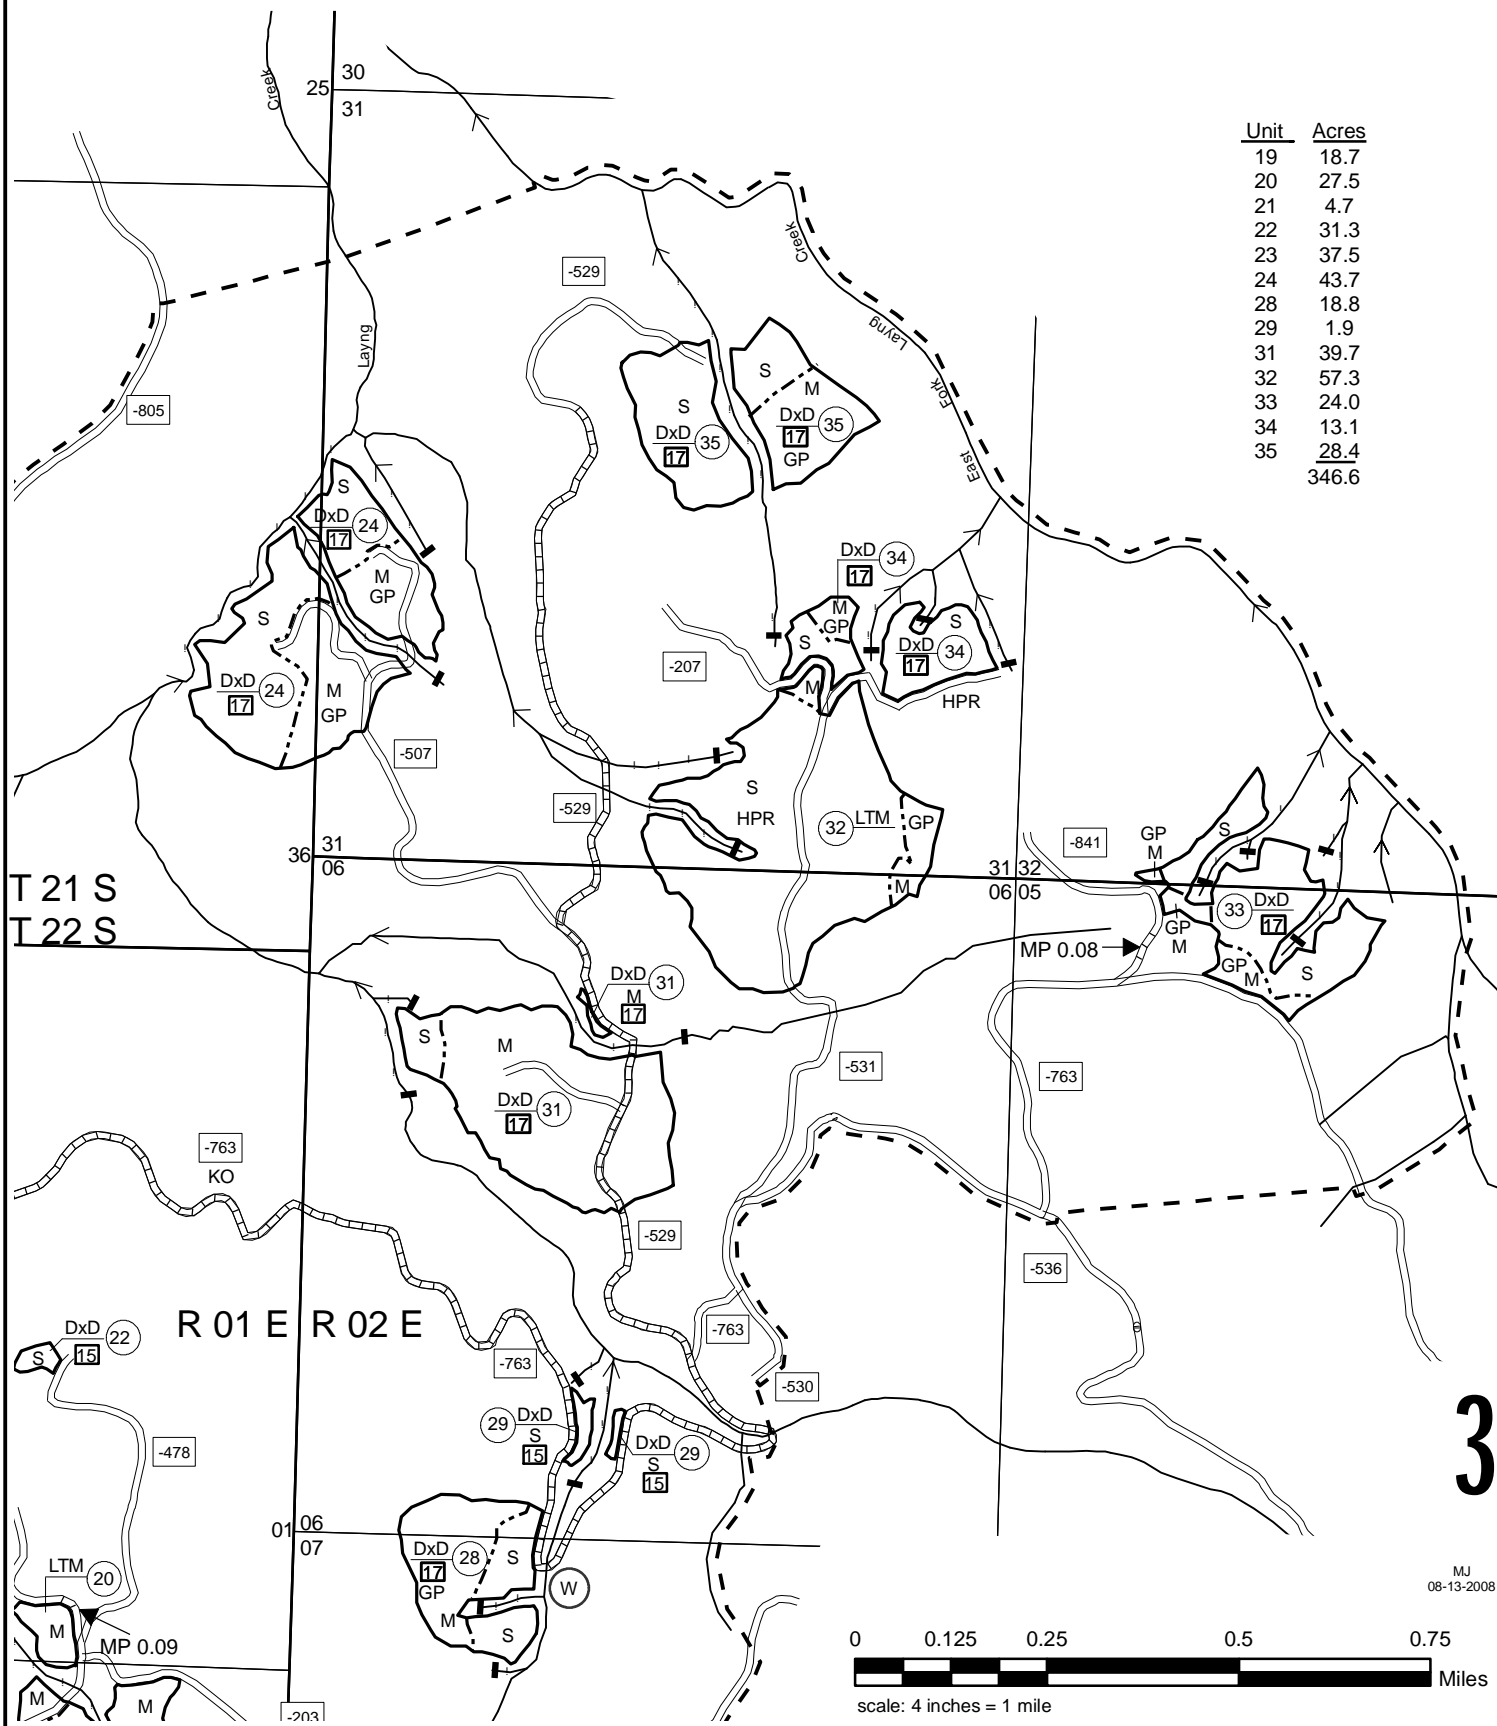 30
25
31
Creek
Unit Acres
19 18.7
20 27.5
21 4.7
22 31.3
23 37.5
24 43.7
28 18.8
29 1.9
31 39.7
32 57.3
33 24.0
34 13.1
35 28.4
346.6
-529
Creek
Layng
Fork
East
Layng
-805
S
M
S
DxD 35
17
DxD 35
17
GP
S
DxD 24
17
M
GP
DxD 34
17
M
GP
S
S
DxD 34
17
S
M
HPR
-207
DxD 24
17
M
GP
-507
-529
S
HPR
32 LTM GP
M
-841
GP
M
S
36 31
06
31 32
06 05
T 21 S
T 22 S
33 DxD
17
GP
M
GP
M
S
MP 0.08
DxD 31
M
17
S
M
DxD 31
17
-531
-763
-763
KO
-529
-536
R 01 E R 02 E
DxD 22
15
S
-763
-763
-530
29 DxD
S
15
DxD 29
S
15
-478
3
01 06
07
DxD 28
17
GP
S
M
S
W
LTM 20
M
MP 0.09
M
M
-203
MJ
08-13-2008
0 0.125 0.25 0.5 0.75
Miles
scale: 4 inches = 1 mile